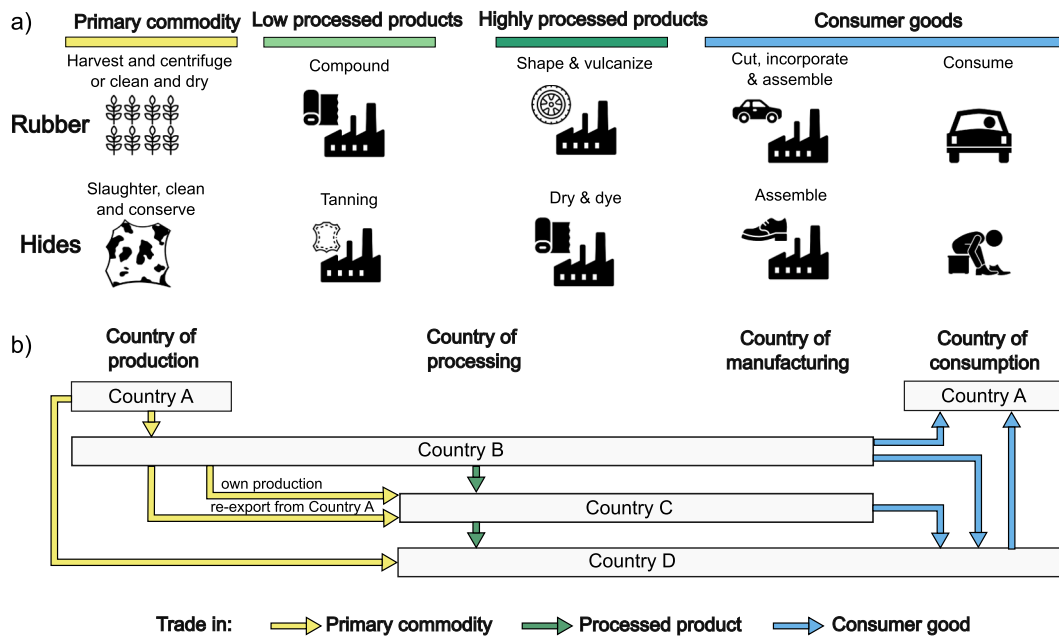 a)
Primary commodity
Low processed products
Highly processed products
Consumer goods
Harvest and centrifuge
or clean and dry
Compound
Shape & vulcanize
Cut, incorporate
& assemble
Consume
Rubber
Slaughter, clean
and conserve
Tanning
Dry & dye
Assemble
Hides
b)
Country of
production
Country of
processing
Country of
manufacturing
Country of
consumption
Country A
Country A
Country B
own production
re-export from Country A
Country C
Country D
Trade in:
Primary commodity
Processed product
Consumer good